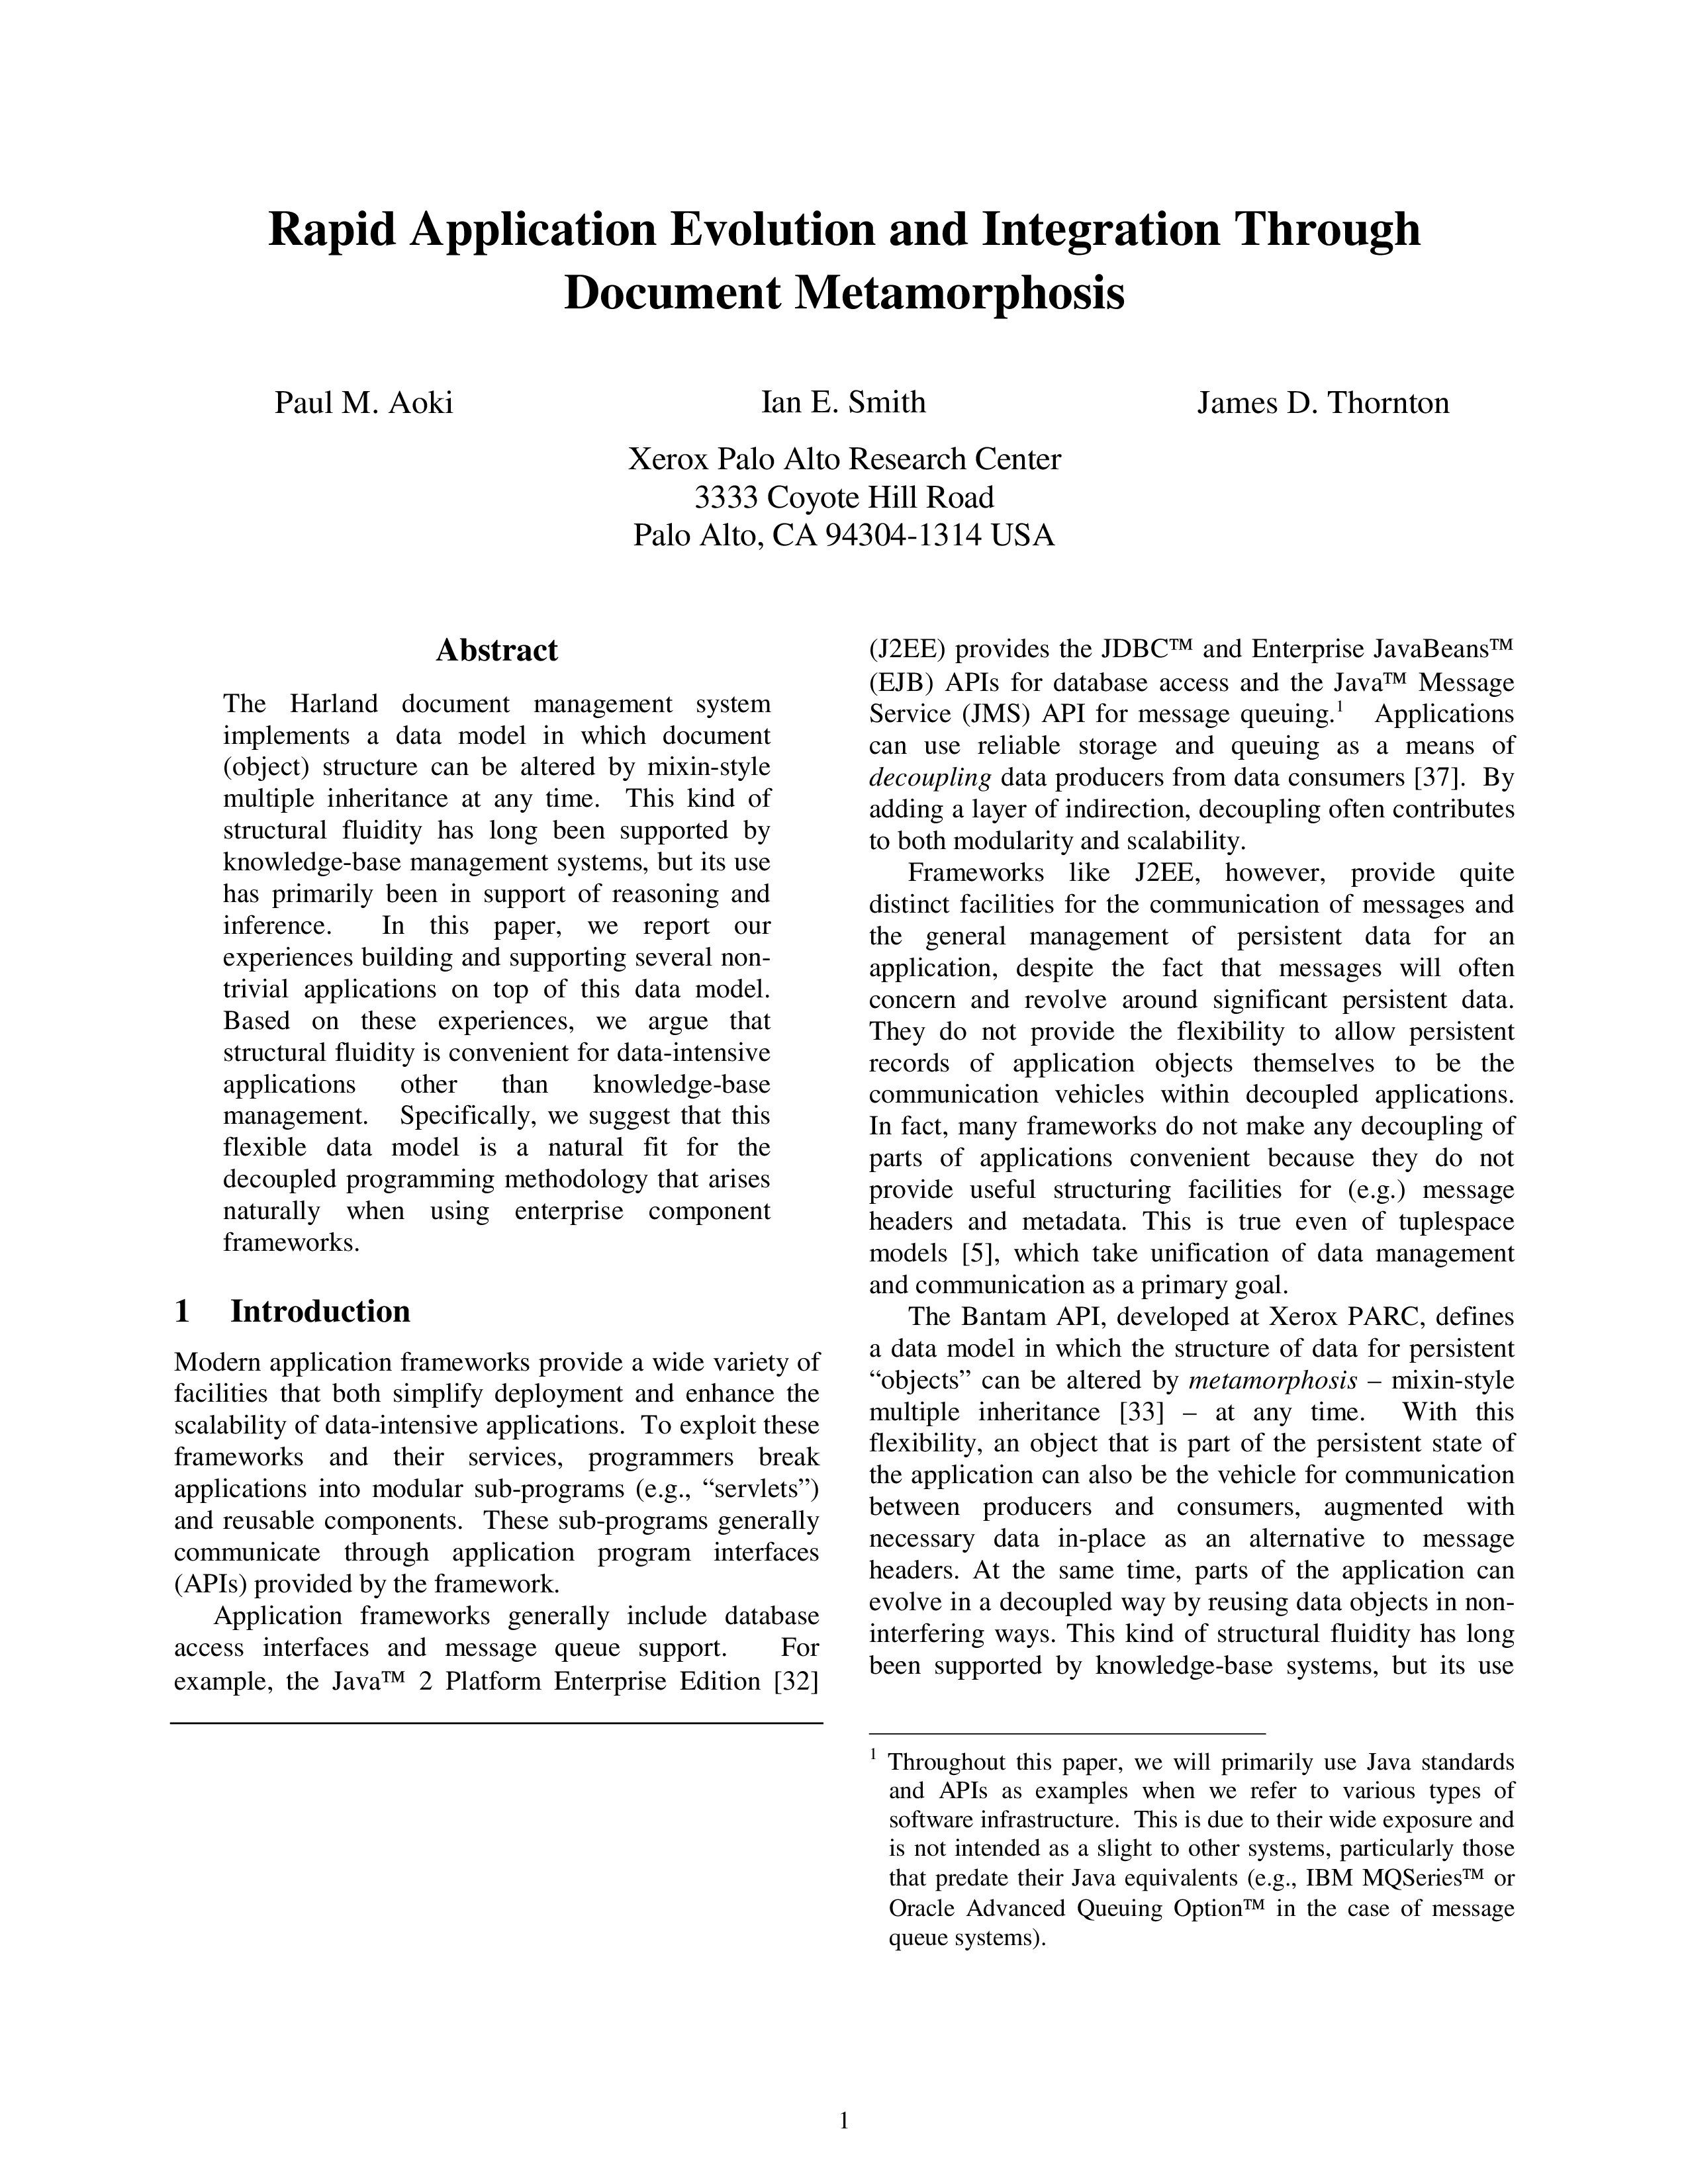 Rapid Application Evolution and Integration Through
Document Metamorphosis
Paul M. Aoki Ian E. Smith James D. Thornton
Xerox Palo Alto Research Center
3333 Coyote Hill Road
Palo Alto, CA 94304-1314 USA
Abstract
The Harland document management system
implements a data model in which document
(object) structure can be altered by mixin-style
multiple inheritance at any time. This kind of
structural fluidity has long been supported by
knowledge-base management systems, but its use
has primarily been in support of reasoning and
inference. In this paper, we report our
experiences building and supporting several non-
trivial applications on top of this data model.
Based on these experiences, we argue that
structural fluidity is convenient for data-intensive
applications other than knowledge-base
management. Specifically, we suggest that this
flexible data model is a natural fit for the
decoupled programming methodology that arises
naturally when using enterprise component
frameworks.
1 Introduction
Modern application frameworks provide a wide variety of
facilities that both simplify deployment and enhance the
scalability of data-intensive applications. To exploit these
frameworks and their services, programmers break
applications into modular sub-programs (e.g., “servlets”)
and reusable components. These sub-programs generally
communicate through application program interfaces
(APIs) provided by the framework.
Application frameworks generally include database
access interfaces and message queue support. For
example, the Java™ 2 Platform Enterprise Edition [32]
(J2EE) provides the JDBC™ and Enterprise JavaBeans™
(EJB) APIs for database access and the Java™ Message
Service (JMS) API for message queuing.1 Applications
can use reliable storage and queuing as a means of
decoupling data producers from data consumers [37]. By
adding a layer of indirection, decoupling often contributes
to both modularity and scalability.
Frameworks like J2EE, however, provide quite
distinct facilities for the communication of messages and
the general management of persistent data for an
application, despite the fact that messages will often
concern and revolve around significant persistent data.
They do not provide the flexibility to allow persistent
records of application objects themselves to be the
communication vehicles within decoupled applications.
In fact, many frameworks do not make any decoupling of
parts of applications convenient because they do not
provide useful structuring facilities for (e.g.) message
headers and metadata. This is true even of tuplespace
models [5], which take unification of data management
and communication as a primary goal.
The Bantam API, developed at Xerox PARC, defines
a data model in which the structure of data for persistent
“objects” can be altered by metamorphosis – mixin-style
multiple inheritance [33] – at any time. With this
flexibility, an object that is part of the persistent state of
the application can also be the vehicle for communication
between producers and consumers, augmented with
necessary data in-place as an alternative to message
headers. At the same time, parts of the application can
evolve in a decoupled way by reusing data objects in non-
interfering ways. This kind of structural fluidity has long
been supported by knowledge-base systems, but its use
1 Throughout this paper, we will primarily use Java standards
and APIs as examples when we refer to various types of
software infrastructure. This is due to their wide exposure and
is not intended as a slight to other systems, particularly those
that predate their Java equivalents (e.g., IBM MQSeries™ or
Oracle Advanced Queuing Option™ in the case of message
queue systems).
1